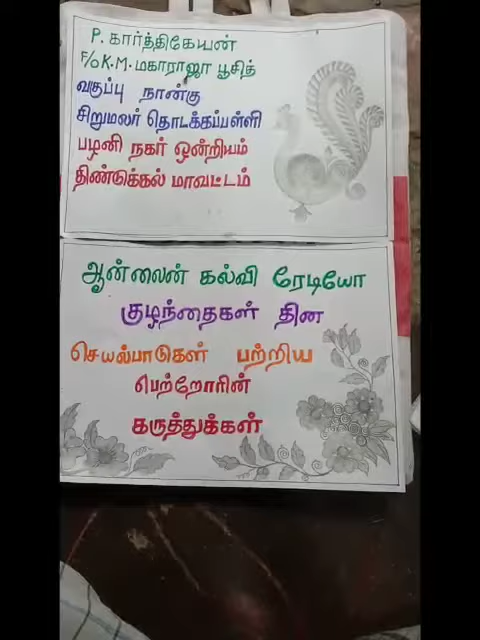 P. கார்த்திகேயன்
F/o K.M. மகாராஜா பூசித்
வகுப்பு நான்கு
சிறுமலர் தொடக்கப்பள்ளி
பழனி நகர் ஒன்றியம்
திண்டுக்கல் மாவட்டம்
ஆன்லைன் கல்வி ரேடியோ
குழந்தைகள் தின
செயல்பாடுகள் பற்றிய
பெற்றோரின்
கருத்துக்கள்